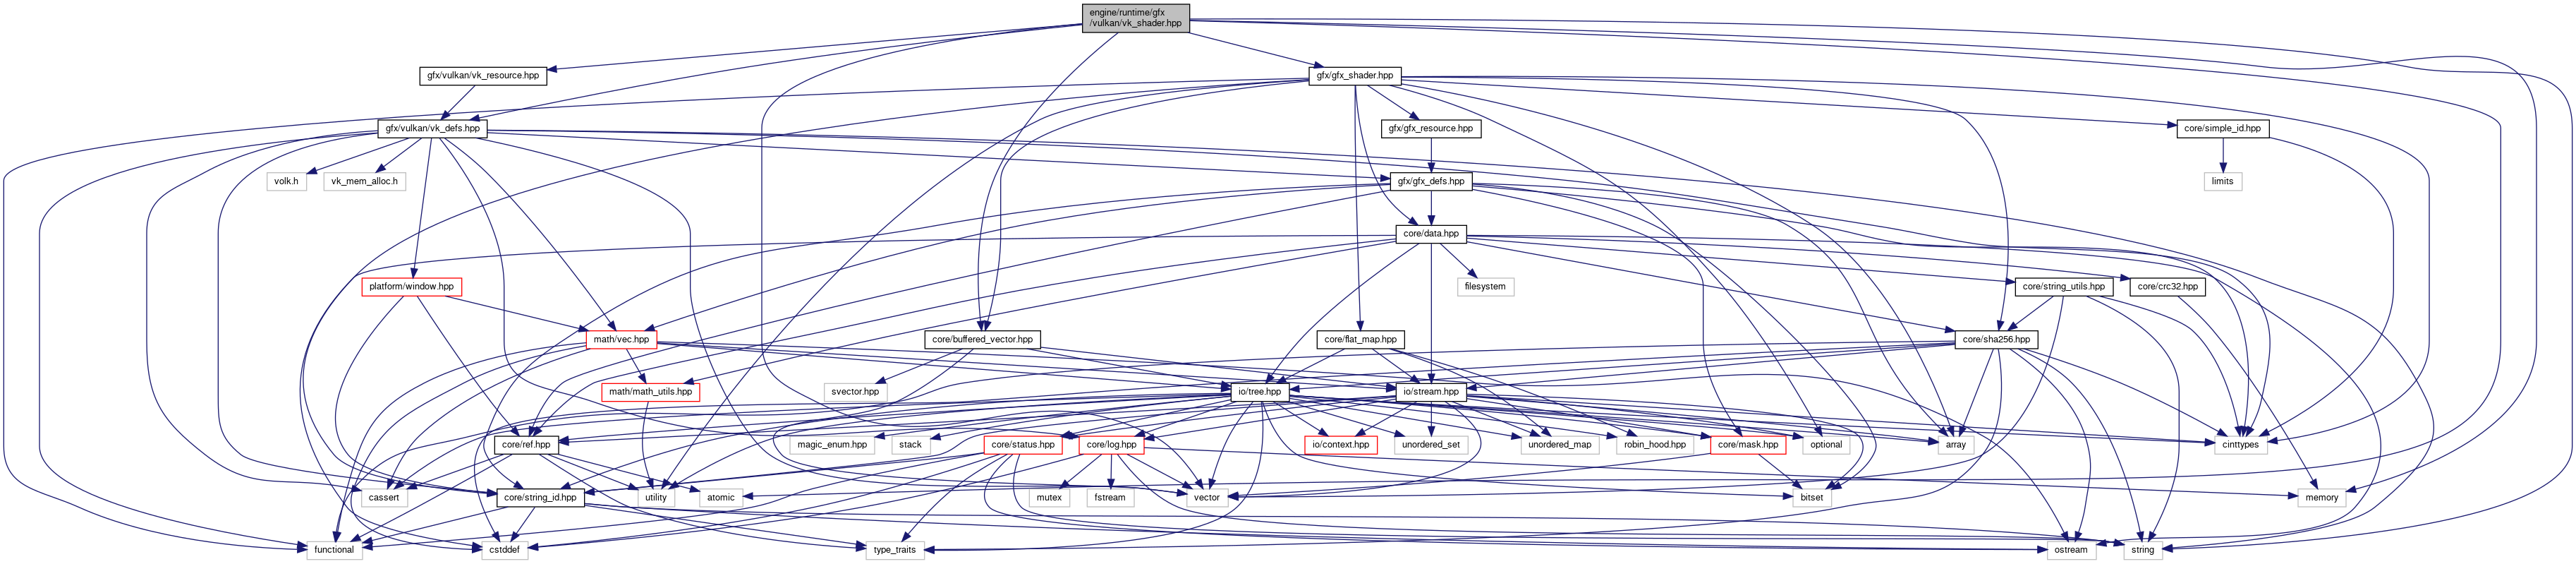 engine/runtime/gfx
/vulkan/vk_shader.hpp
gfx/vulkan/vk_resource.hpp
gfx/gfx_shader.hpp
gfx/vulkan/vk_defs.hpp
gfx/gfx_resource.hpp
core/simple_id.hpp
volk.h
vk_mem_alloc.h
gfx/gfx_defs.hpp
limits
core/data.hpp
platform/window.hpp
filesystem
core/string_utils.hpp
core/crc32.hpp
math/vec.hpp
core/buffered_vector.hpp
core/flat_map.hpp
core/sha256.hpp
math/math_utils.hpp
svector.hpp
io/tree.hpp
io/stream.hpp
core/ref.hpp
magic_enum.hpp
stack
core/status.hpp
core/log.hpp
io/context.hpp
unordered_set
unordered_map
robin_hood.hpp
core/mask.hpp
optional
array
cinttypes
cassert
core/string_id.hpp
utility
atomic
mutex
fstream
vector
bitset
memory
functional
cstddef
type_traits
ostream
string